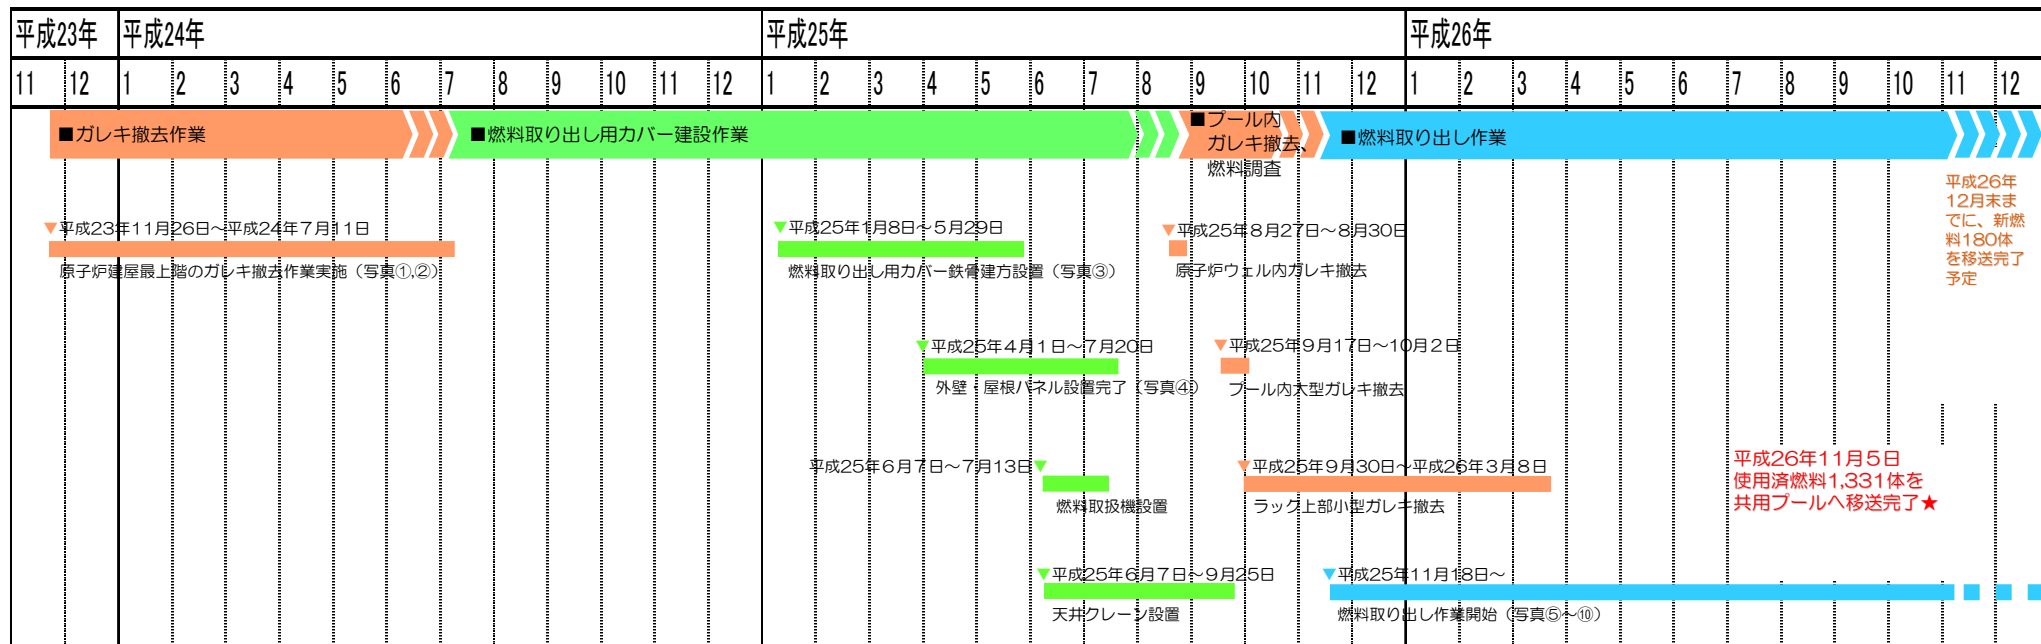 平成23年 平成24年 平成25年 平成26年
11 12 1 2 3 4 5 6 7 8 9 10 11 12 1 2 3 4 5 6 7 8 9 10 11 12 1 2 3 4 5 6 7 8 9 10 11 12
■ガレキ撤去作業
■燃料取り出し用カバー建設作業
■プール内
ガレキ撤去、
燃料調査
■燃料取り出し作業
平成26年
12月末ま
でに、新燃
料180体
を移送完了
予定
▼平成23年11月26日～平成24年7月11日
原子炉建屋最上階のガレキ撤去作業実施（写真①,②）
▼平成25年1月8日～5月29日
燃料取り出し用カバー鉄骨建方設置（写真③）
▼平成25年8月27日～8月30日
原子炉ウェル内ガレキ撤去
▼平成25年4月1日～7月20日
外壁・屋根パネル設置完了（写真④）
▼平成25年9月17日～10月2日
プール内大型ガレキ撤去
平成25年6月7日～7月13日▼
燃料取扱機設置
▼平成25年9月30日～平成26年3月8日
ラック上部小型ガレキ撤去
平成26年11月5日
使用済燃料1,331体を
共用プールへ移送完了★
▼平成25年6月7日～9月25日
天井クレーン設置
▼平成25年11月18日～
燃料取り出し作業開始（写真⑤～⑩）